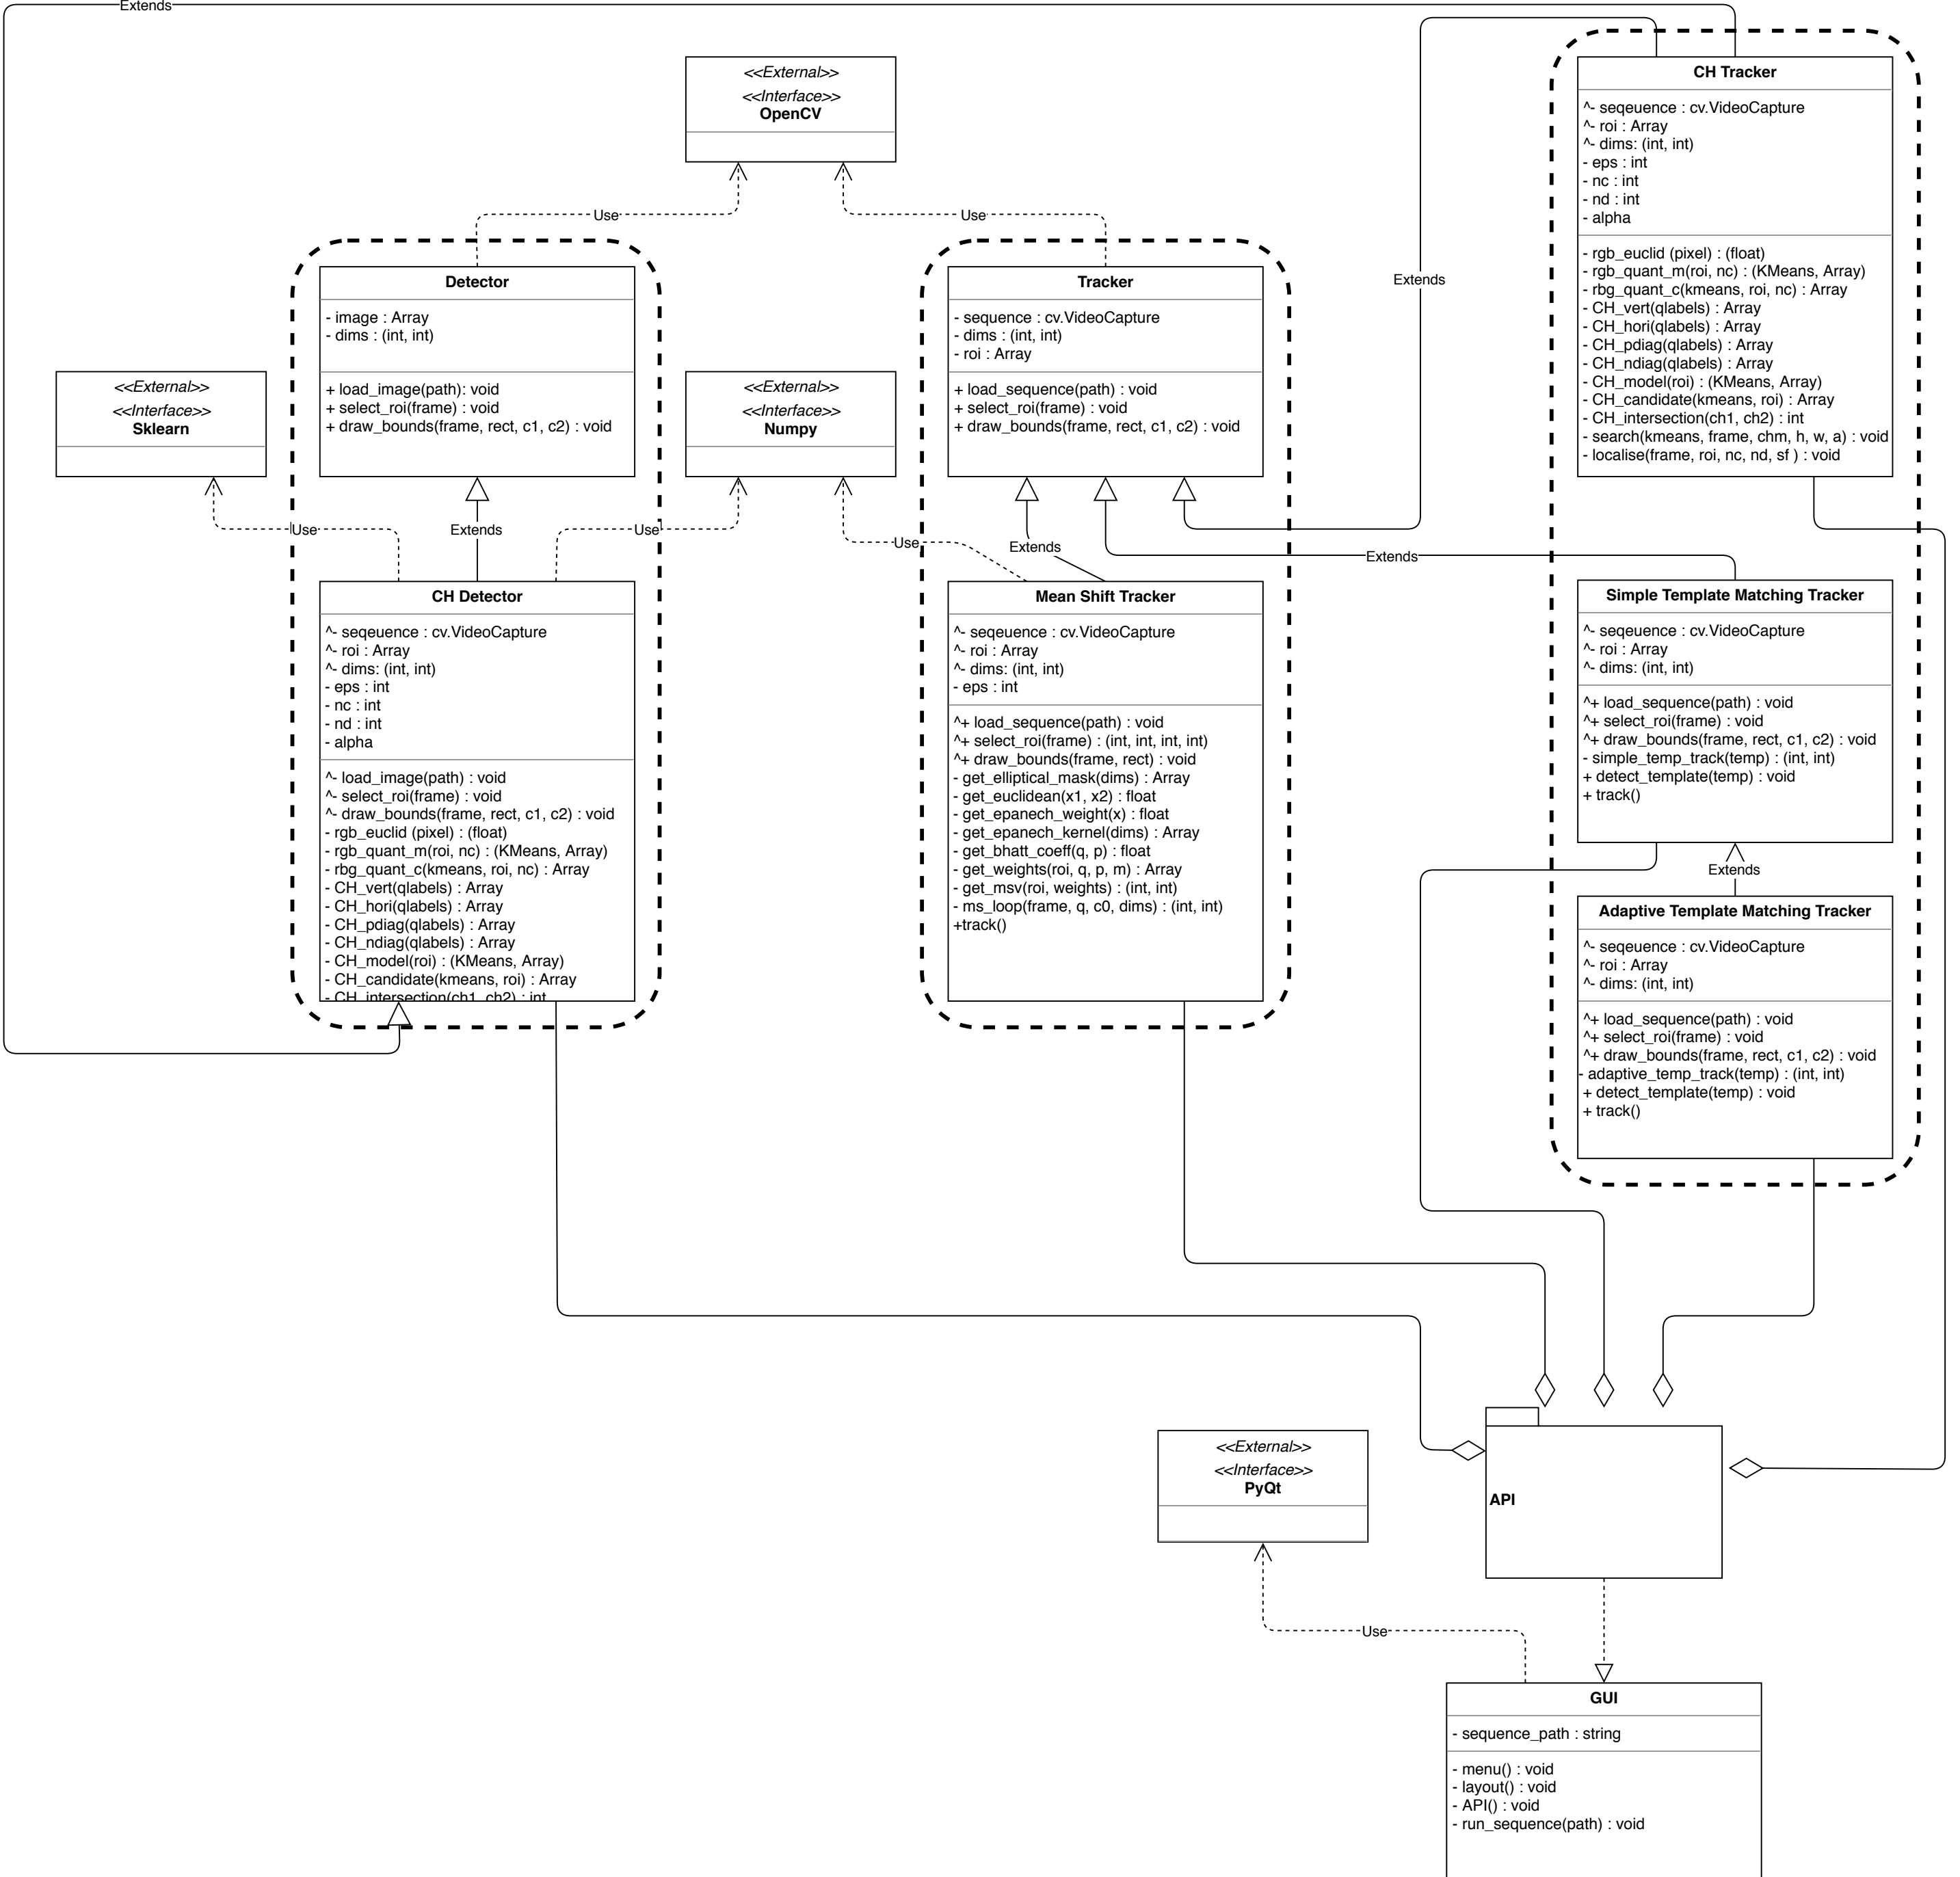 Extends
<<External>>
<<Interface>>
OpenCV
Use
Use
Detector
- image : Array
- dims : (int, int)
+ load_image(path): void
+ select_roi(frame) : void
+ draw_bounds(frame, rect, c1, c2) : void
Tracker
- sequence : cv.VideoCapture
- dims : (int, int)
- roi : Array
+ load_sequence(path) : void
+ select_roi(frame) : void
+ draw_bounds(frame, rect, c1, c2) : void
Extends
CH Tracker
^- seqeuence : cv.VideoCapture
^- roi : Array
^- dims: (int, int)
- eps : int
- nc : int
- nd : int
- alpha
- rgb_euclid (pixel) : (float)
- rgb_quant_m(roi, nc) : (KMeans, Array)
- rbg_quant_c(kmeans, roi, nc) : Array
- CH_vert(qlabels) : Array
- CH_hori(qlabels) : Array
- CH_pdiag(qlabels) : Array
- CH_ndiag(qlabels) : Array
- CH_model(roi) : (KMeans, Array)
- CH_candidate(kmeans, roi) : Array
- CH_intersection(ch1, ch2) : int
- search(kmeans, frame, chm, h, w, a) : void
- localise(frame, roi, nc, nd, sf ) : void
<<External>>
<<Interface>>
Sklearn
<<External>>
<<Interface>>
Numpy
Use
Extends
Use
Use
Extends
Extends
CH Detector
^- seqeuence : cv.VideoCapture
^- roi : Array
^- dims: (int, int)
- eps : int
- nc : int
- nd : int
- alpha
^- load_image(path) : void
^- select_roi(frame) : void
^- draw_bounds(frame, rect, c1, c2) : void
- rgb_euclid (pixel) : (float)
- rgb_quant_m(roi, nc) : (KMeans, Array)
- rbg_quant_c(kmeans, roi, nc) : Array
- CH_vert(qlabels) : Array
- CH_hori(qlabels) : Array
- CH_pdiag(qlabels) : Array
- CH_ndiag(qlabels) : Array
- CH_model(roi) : (KMeans, Array)
- CH_candidate(kmeans, roi) : Array
- CH_intersection(ch1, ch2) : int
Mean Shift Tracker
^- seqeuence : cv.VideoCapture
^- roi : Array
^- dims: (int, int)
- eps : int
^+ load_sequence(path) : void
^+ select_roi(frame) : (int, int, int, int)
^+ draw_bounds(frame, rect) : void
- get_elliptical_mask(dims) : Array
- get_euclidean(x1, x2) : float
- get_epanech_weight(x) : float
- get_epanech_kernel(dims) : Array
- get_bhatt_coeff(q, p) : float
- get_weights(roi, q, p, m) : Array
- get_msv(roi, weights) : (int, int)
- ms_loop(frame, q, c0, dims) : (int, int)
+track()
Simple Template Matching Tracker
^- seqeuence : cv.VideoCapture
^- roi : Array
^- dims: (int, int)
^+ load_sequence(path) : void
^+ select_roi(frame) : void
^+ draw_bounds(frame, rect, c1, c2) : void
- simple_temp_track(temp) : (int, int)
+ detect_template(temp) : void
+ track()
Extends
Adaptive Template Matching Tracker
^- seqeuence : cv.VideoCapture
^- roi : Array
^- dims: (int, int)
^+ load_sequence(path) : void
^+ select_roi(frame) : void
^+ draw_bounds(frame, rect, c1, c2) : void
- adaptive_temp_track(temp) : (int, int)
+ detect_template(temp) : void
+ track()
<<External>>
<<Interface>>
PyQt
API
Use
GUI
- sequence_path : string
- menu() : void
- layout() : void
- API() : void
- run_sequence(path) : void